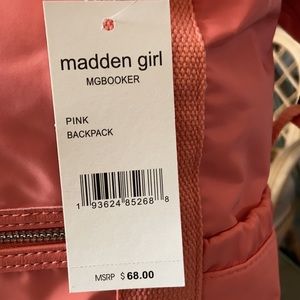 madden girl
MGBOOKER
PINK
BACKPACK
1 93624 85268 8
MSRP $ 68.00